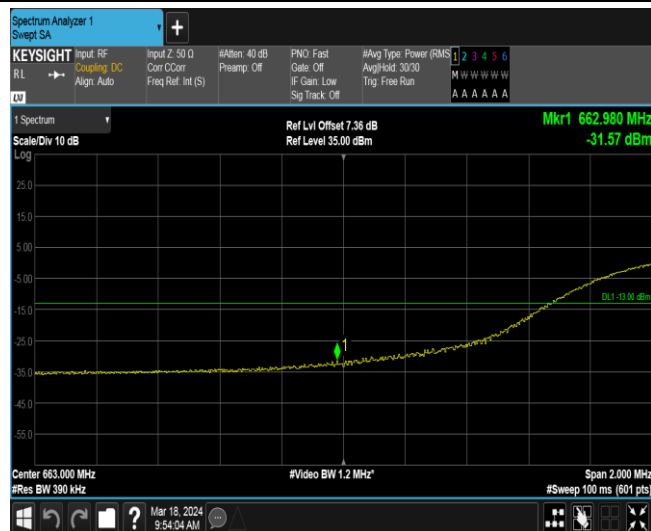 Spectrum Analyzer 1
Swept SA
+
KEYSIGHT
RL
Input: RF
Coupling: DC
Align: Auto
Input Z: 50 Ω
Corr CCorr
Freq Ref: Int (S)
#Atten: 40 dB
Preamp: Off
PNO: Fast
Gate: Off
IF Gain: Low
Sig Track: Off
#Avg Type: Power (RMS
Avg|Hold: 30/30
Trig: Free Run
1 2 3 4 5 6
M W W W W W
A A A A A A
LXI
1 Spectrum
Scale/Div 10 dB
Log
Ref Lvl Offset 7.36 dB
Ref Level 35.00 dBm
Mkr1 662.980 MHz
-31.57 dBm
25.0
15.0
5.00
-5.00
DL1 -13.00 dBm
-15.0
-25.0
1
-35.0
-45.0
-55.0
Center 663.000 MHz
#Res BW 390 kHz
#Video BW 1.2 MHz*
Span 2.000 MHz
#Sweep 100 ms (601 pts)
?
Mar 18, 2024
9:54:04 AM